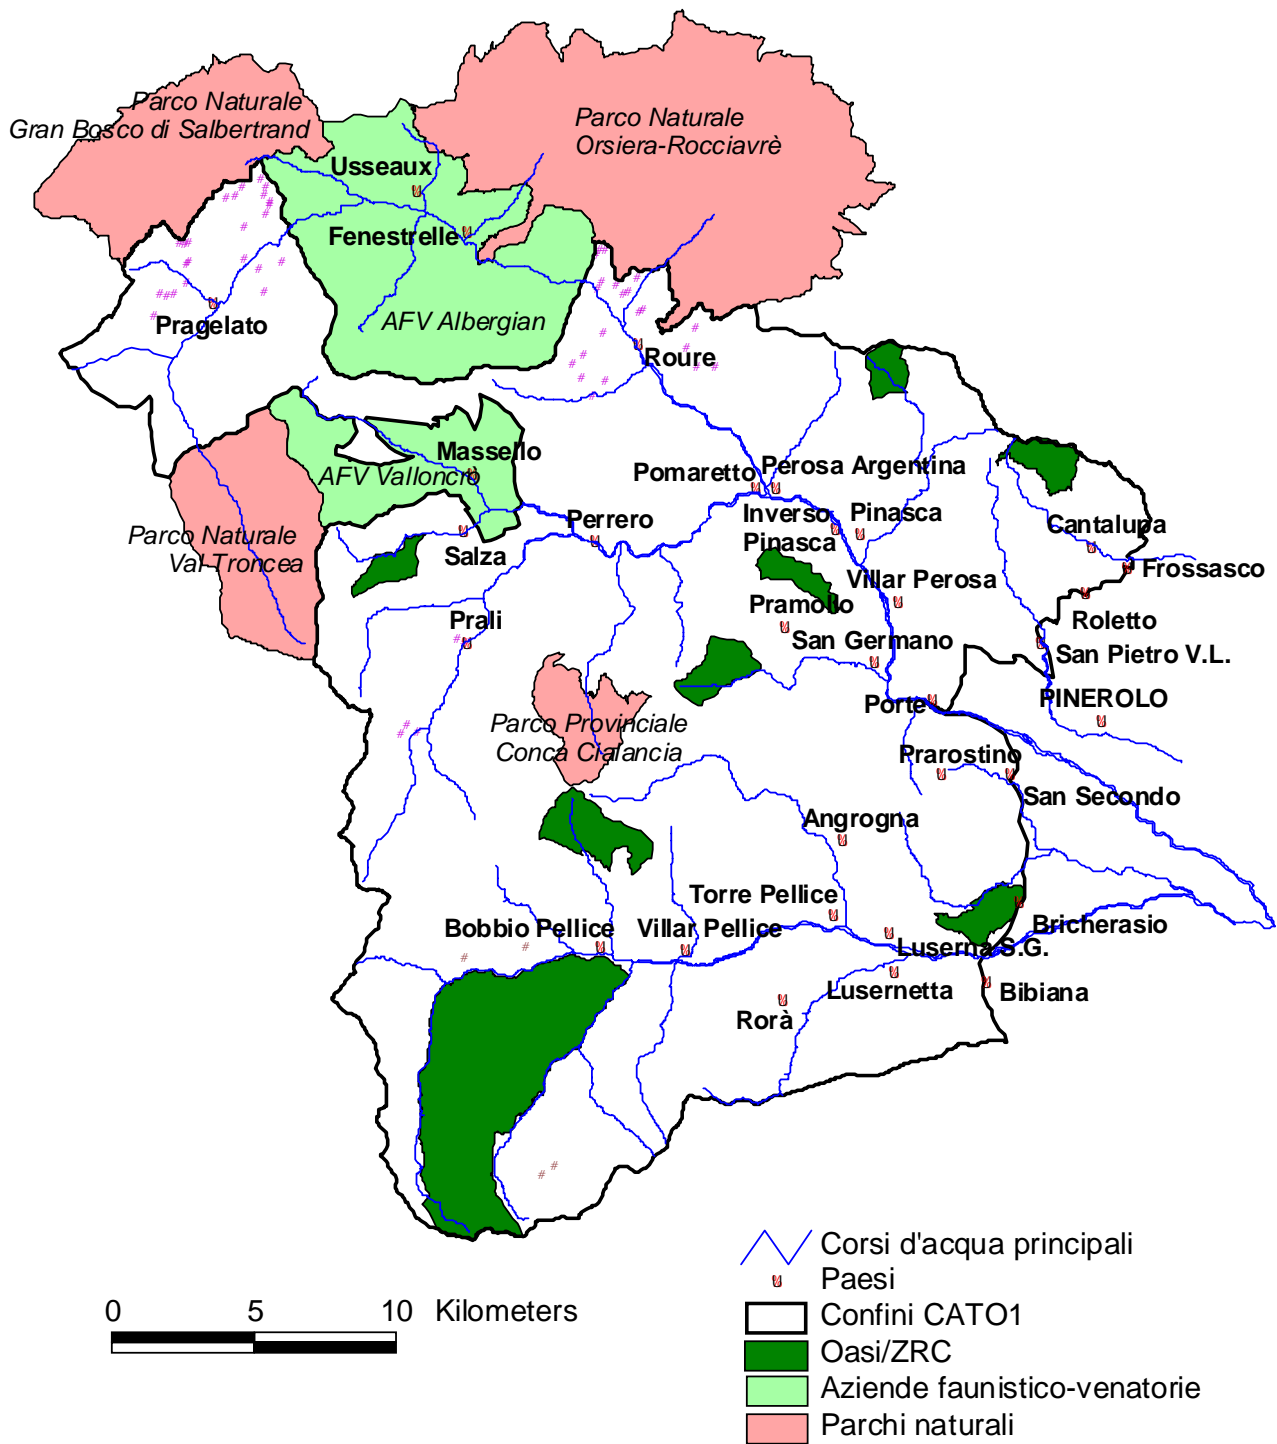 Parco Naturale
Gran Bosco di Salbertrand
Parco Naturale
Orsiera-Rocciavrè
Usseaux
Fenestrelle
AFV Albergian
Pragelato
Roure
Massello
AFV Valloncrò
Pomaretto
Perosa Argentina
Perrero
Inverso
Pinasca
Pinasca
Cantalupa
Parco Naturale
Val Troncea
Salza
Frossasco
Villar Perosa
Pramollo
Roletto
Prali
San Germano
San Pietro V.L.
Porte
PINEROLO
Parco Provinciale
Conca Cialancia
Prarostino
San Secondo
Angrogna
Torre Pellice
Bobbio Pellice
Villar Pellice
Bricherasio
Luserna S.G.
Lusernetta
Bibiana
Rorà
Corsi d'acqua principali
Paesi
0 5 10 Kilometers
Confini CATO1
Oasi/ZRC
Aziende faunistico-venatorie
Parchi naturali